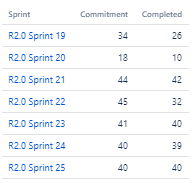 Sprint Commitment Completed
R2.0 Sprint 19 34 26
R2.0 Sprint 20 18 10
R2.0 Sprint 21 44 42
R2.0 Sprint 22 45 32
R2.0 Sprint 23 41 40
R2.0 Sprint 24 40 39
R2.0 Sprint 25 40 40